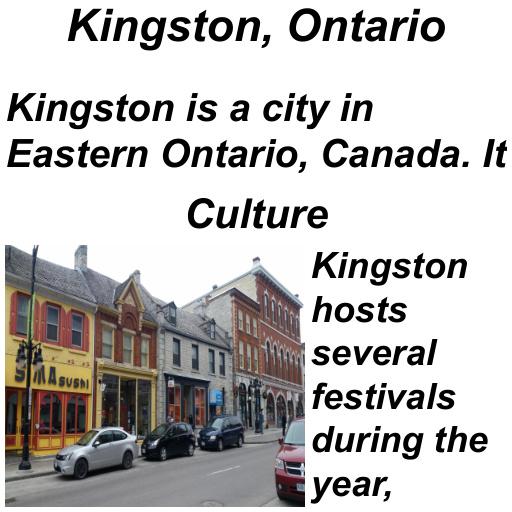 Kingston, Ontario
Kingston is a city in
Eastern Ontario, Canada. It
Culture
Kingston
hosts
several
festivals
during the
year,
SIMA sushi